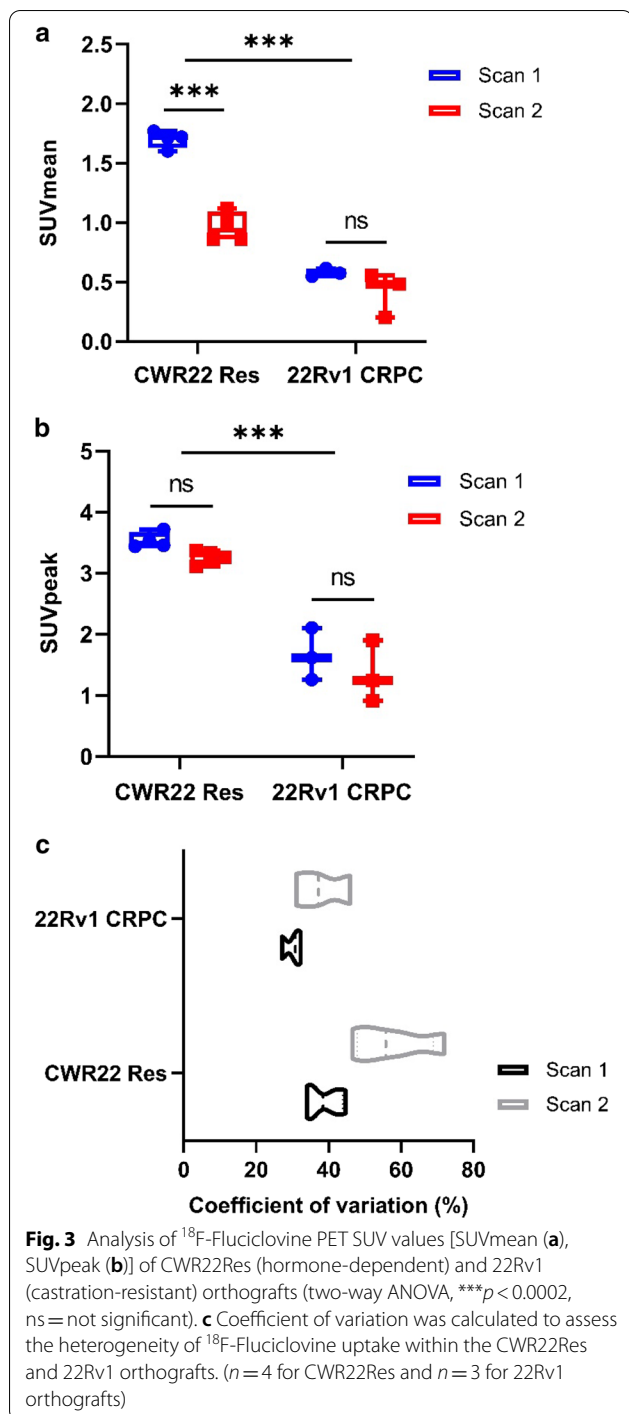 a
2.5
2.0
1.5
1.0
0.5
0.0
SUVmean
***
***
ns
Scan 1
Scan 2
CWR22 Res 22Rv1 CRPC
b
5
4
3
2
1
0
SUVpeak
***
ns
ns
Scan 1
Scan 2
CWR22 Res 22Rv1 CRPC
c
22Rv1 CRPC
CWR22 Res
Scan 1
Scan 2
0 20 40 60 80
Coefficient of variation (%)
Fig. 3 Analysis of ¹⁸F-Fluciclovine PET SUV values [SUVmean (a),
SUVpeak (b)] of CWR22Res (hormone-dependent) and 22Rv1
(castration-resistant) orthografts (two-way ANOVA, ***p < 0.0002,
ns = not significant). c Coefficient of variation was calculated to assess
the heterogeneity of ¹⁸F-Fluciclovine uptake within the CWR22Res
and 22Rv1 orthografts. (n = 4 for CWR22Res and n = 3 for 22Rv1
orthografts)